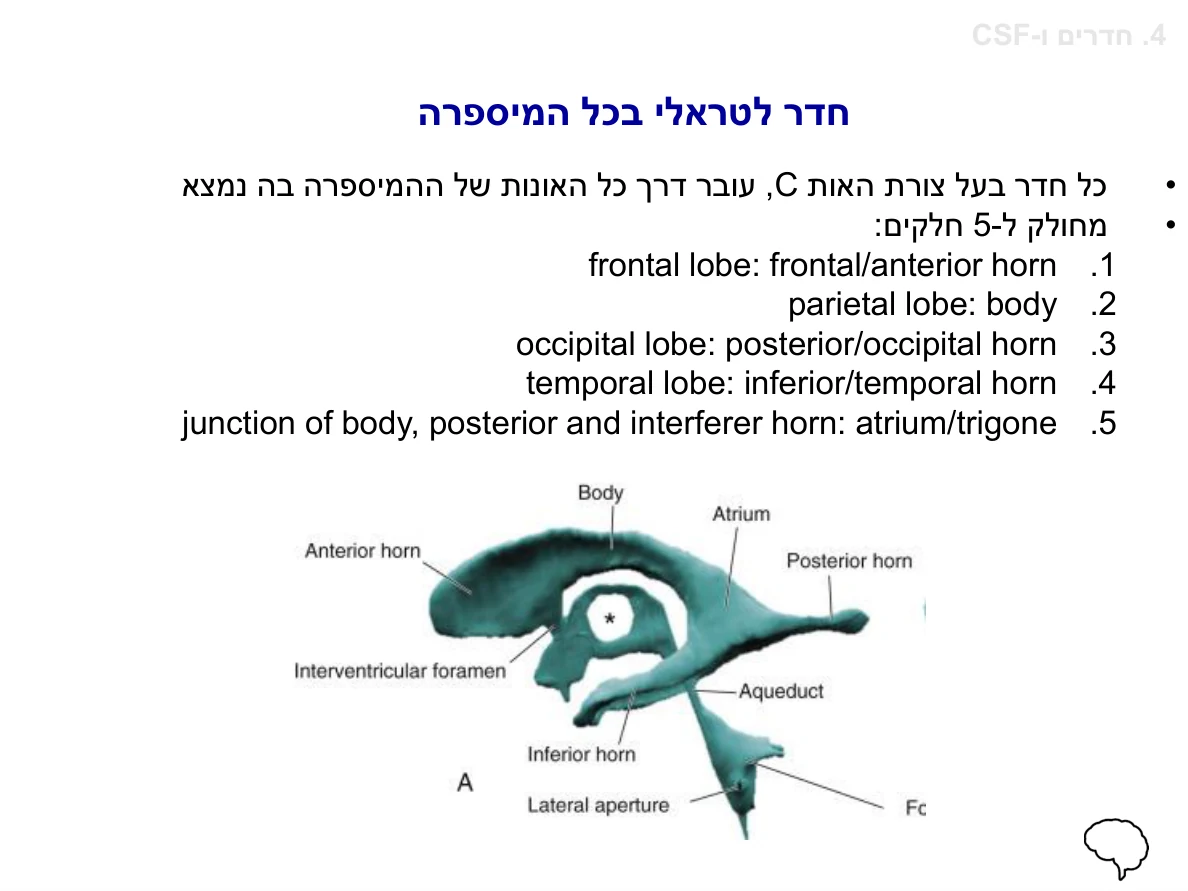 4. חדרים ו-CSF
חדר לטראלי בכל המיספרה
• כל חדר בעל צורת האות C, עובר דרך כל האונות של ההמיספרה בה נמצא
• מחולק ל-5 חלקים:
1. frontal lobe: frontal/anterior horn
2. parietal lobe: body
3. occipital lobe: posterior/occipital horn
4. temporal lobe: inferior/temporal horn
5. junction of body, posterior and interferer horn: atrium/trigone
Body
Atrium
Anterior horn
Posterior horn
*
Interventricular foramen
Aqueduct
Inferior horn
A
Lateral aperture
Fo